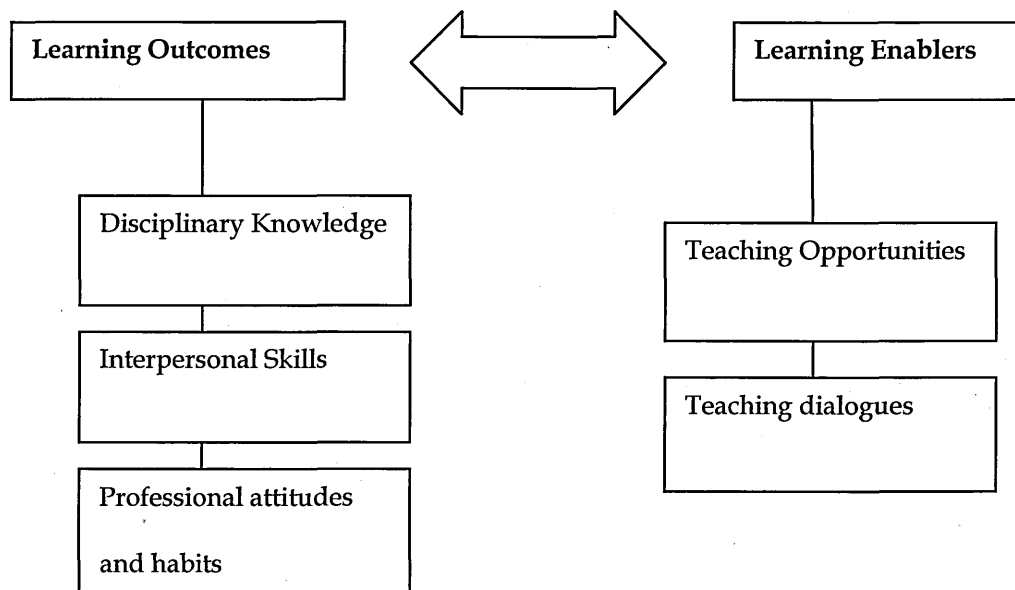 Learning Outcomes
Learning Enablers
Disciplinary Knowledge
Interpersonal Skills
Professional attitudes
and habits
Teaching Opportunities
Teaching dialogues